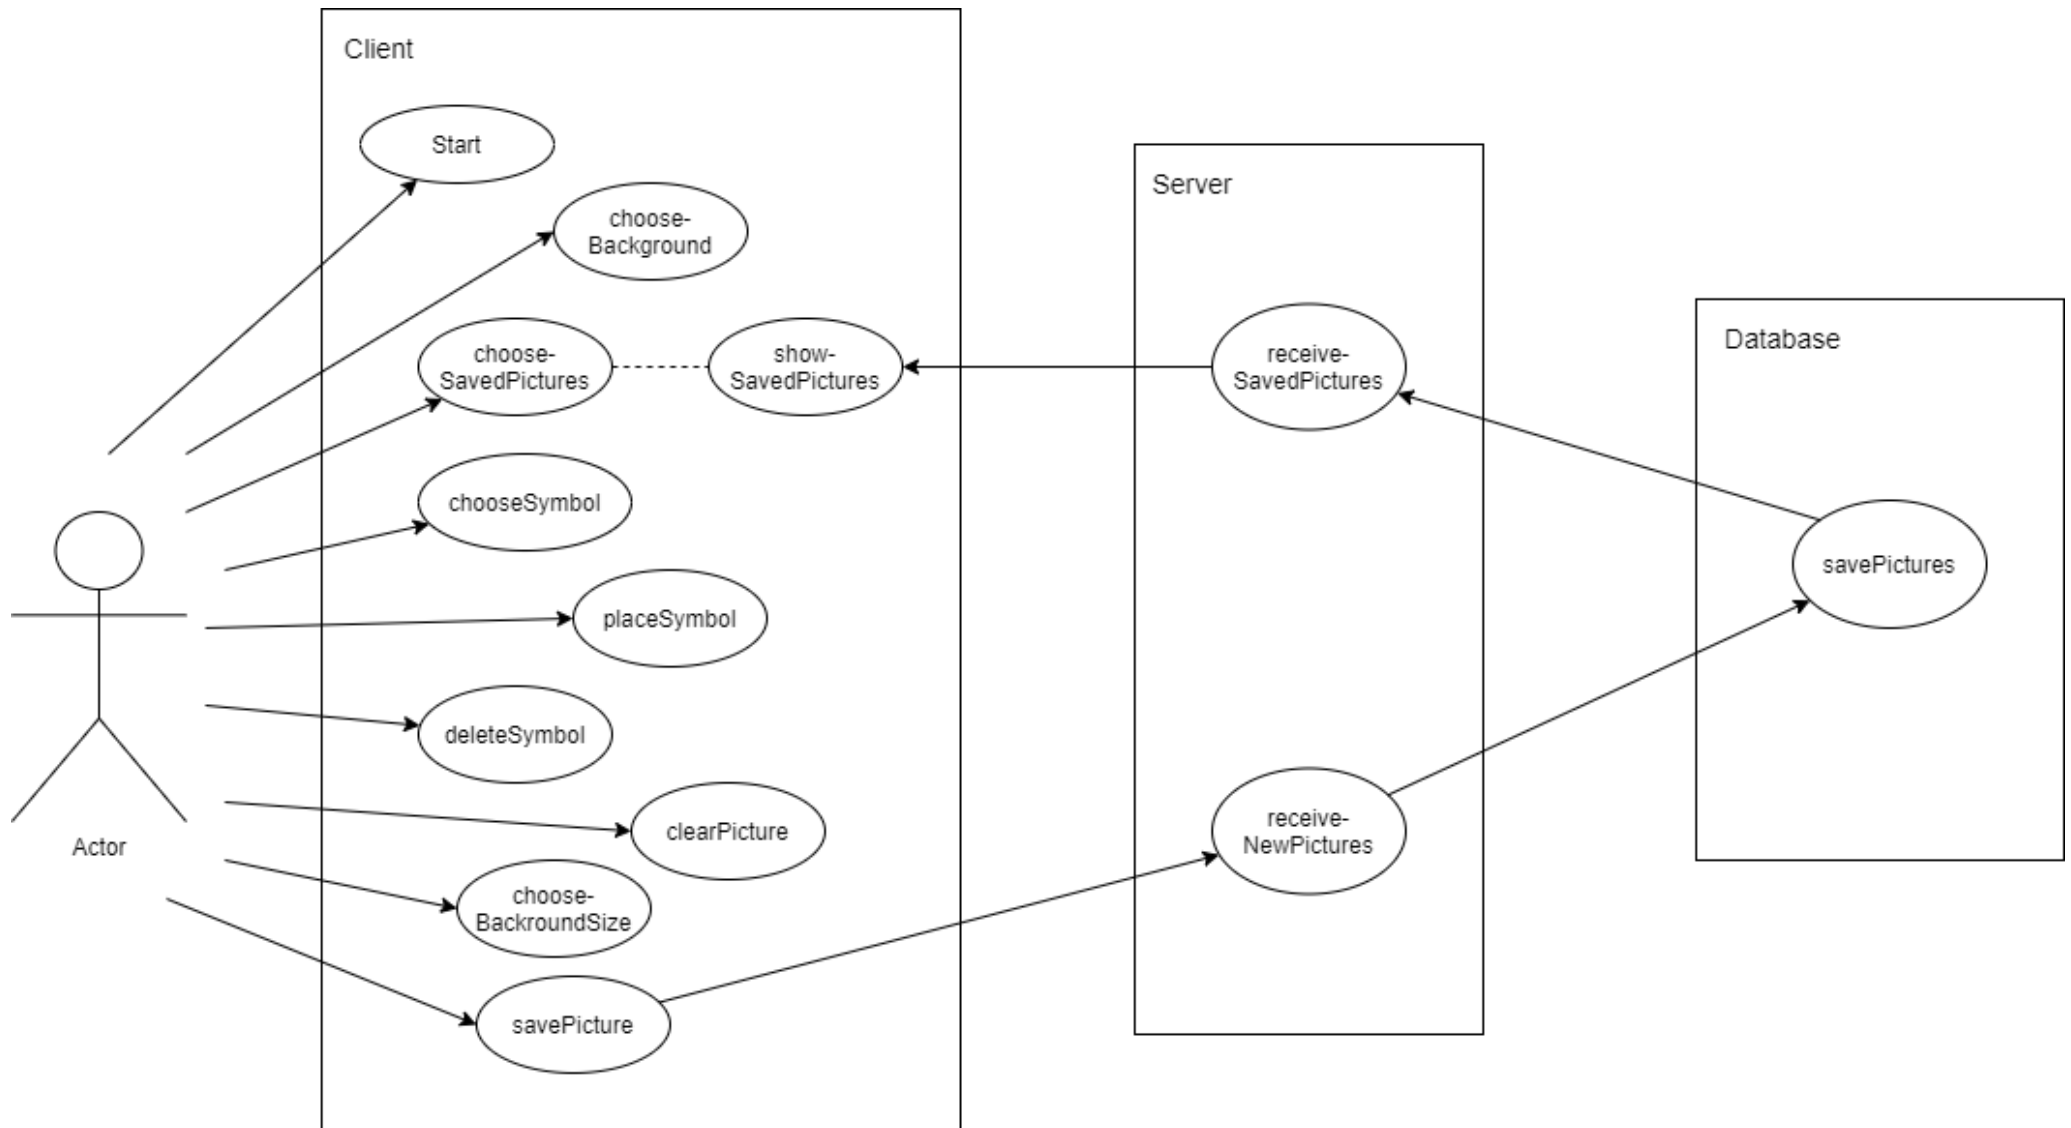 Client
Start
choose-
Background
choose-
SavedPictures
show-
SavedPictures
chooseSymbol
placeSymbol
deleteSymbol
clearPicture
choose-
BackroundSize
savePicture
Actor
Server
receive-
SavedPictures
receive-
NewPictures
Database
savePictures